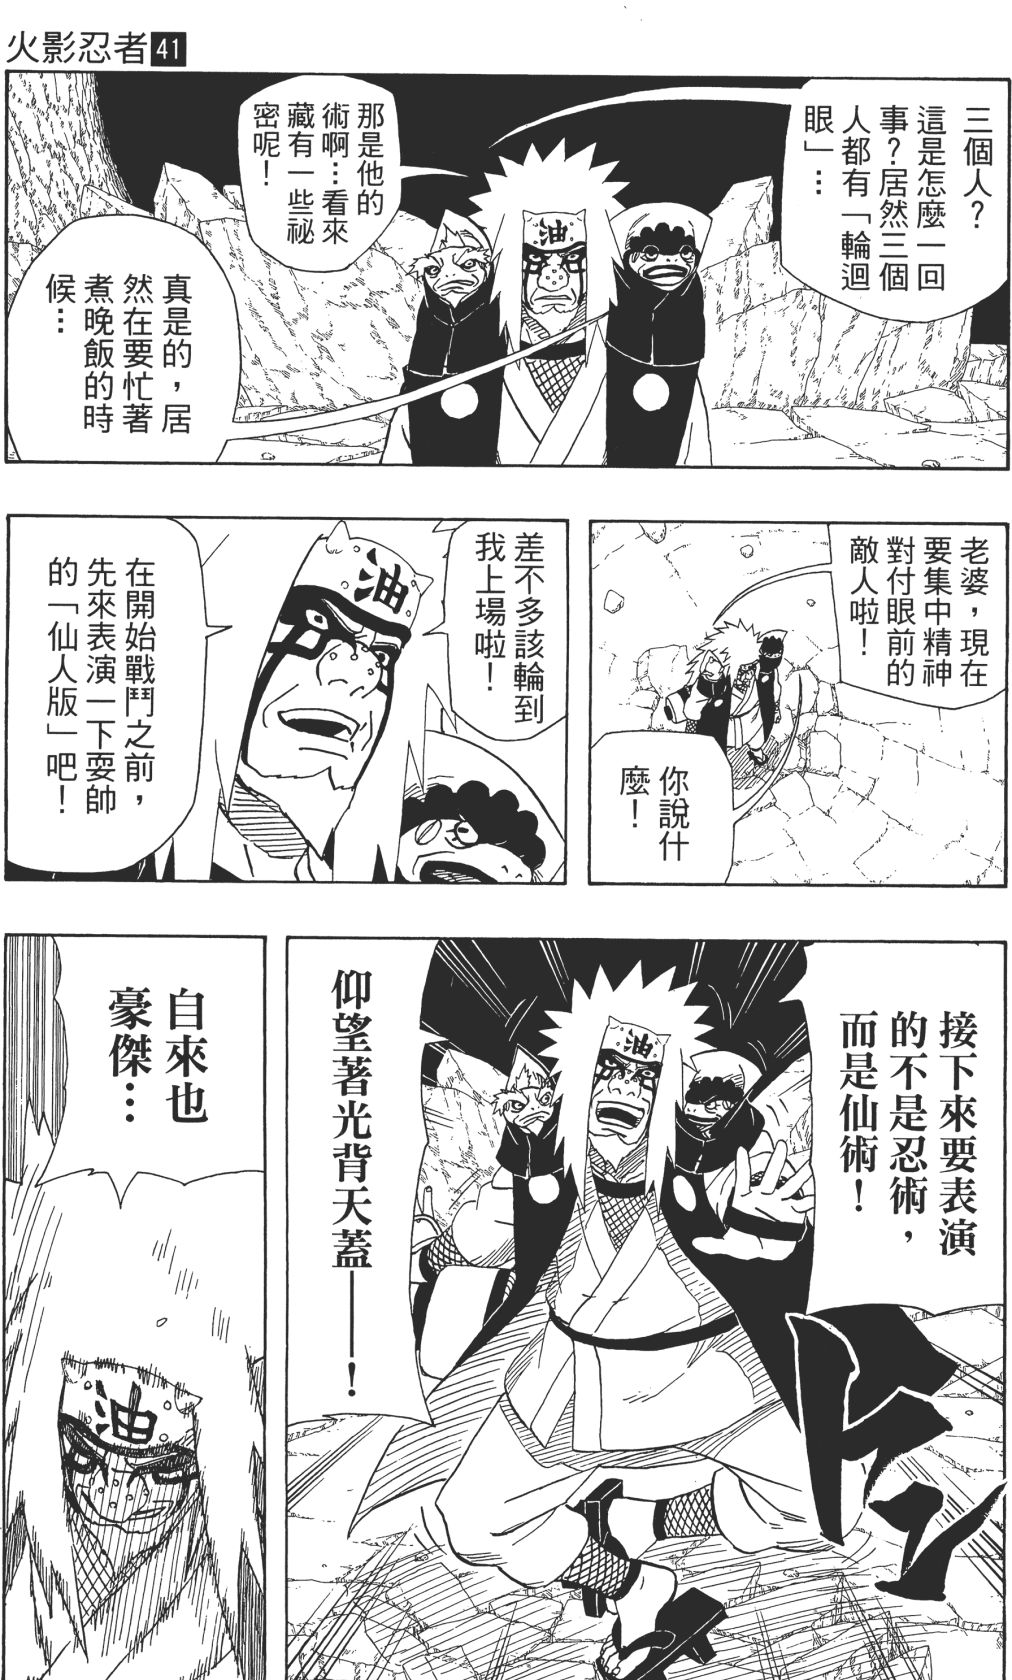 火影忍者41
三個人？
這是怎麼一回
事？居然三個
人都有「輪迴
眼」…
那是他的
術啊…看來
藏有一些祕
密呢！
真是的，居
然在要忙著
煮晚飯的時
候…
老婆，現在
要集中精神
對付眼前的
敵人啦！
你說什
麼！
差不多該輪到
我上場啦！
油
在開始戰鬥之前，
先來表演一下耍帥
的「仙人版」吧！
油
接下來要表演
的不是忍術，
而是仙術！
油
仰望著光背天蓋——！
自來也
豪傑…
油